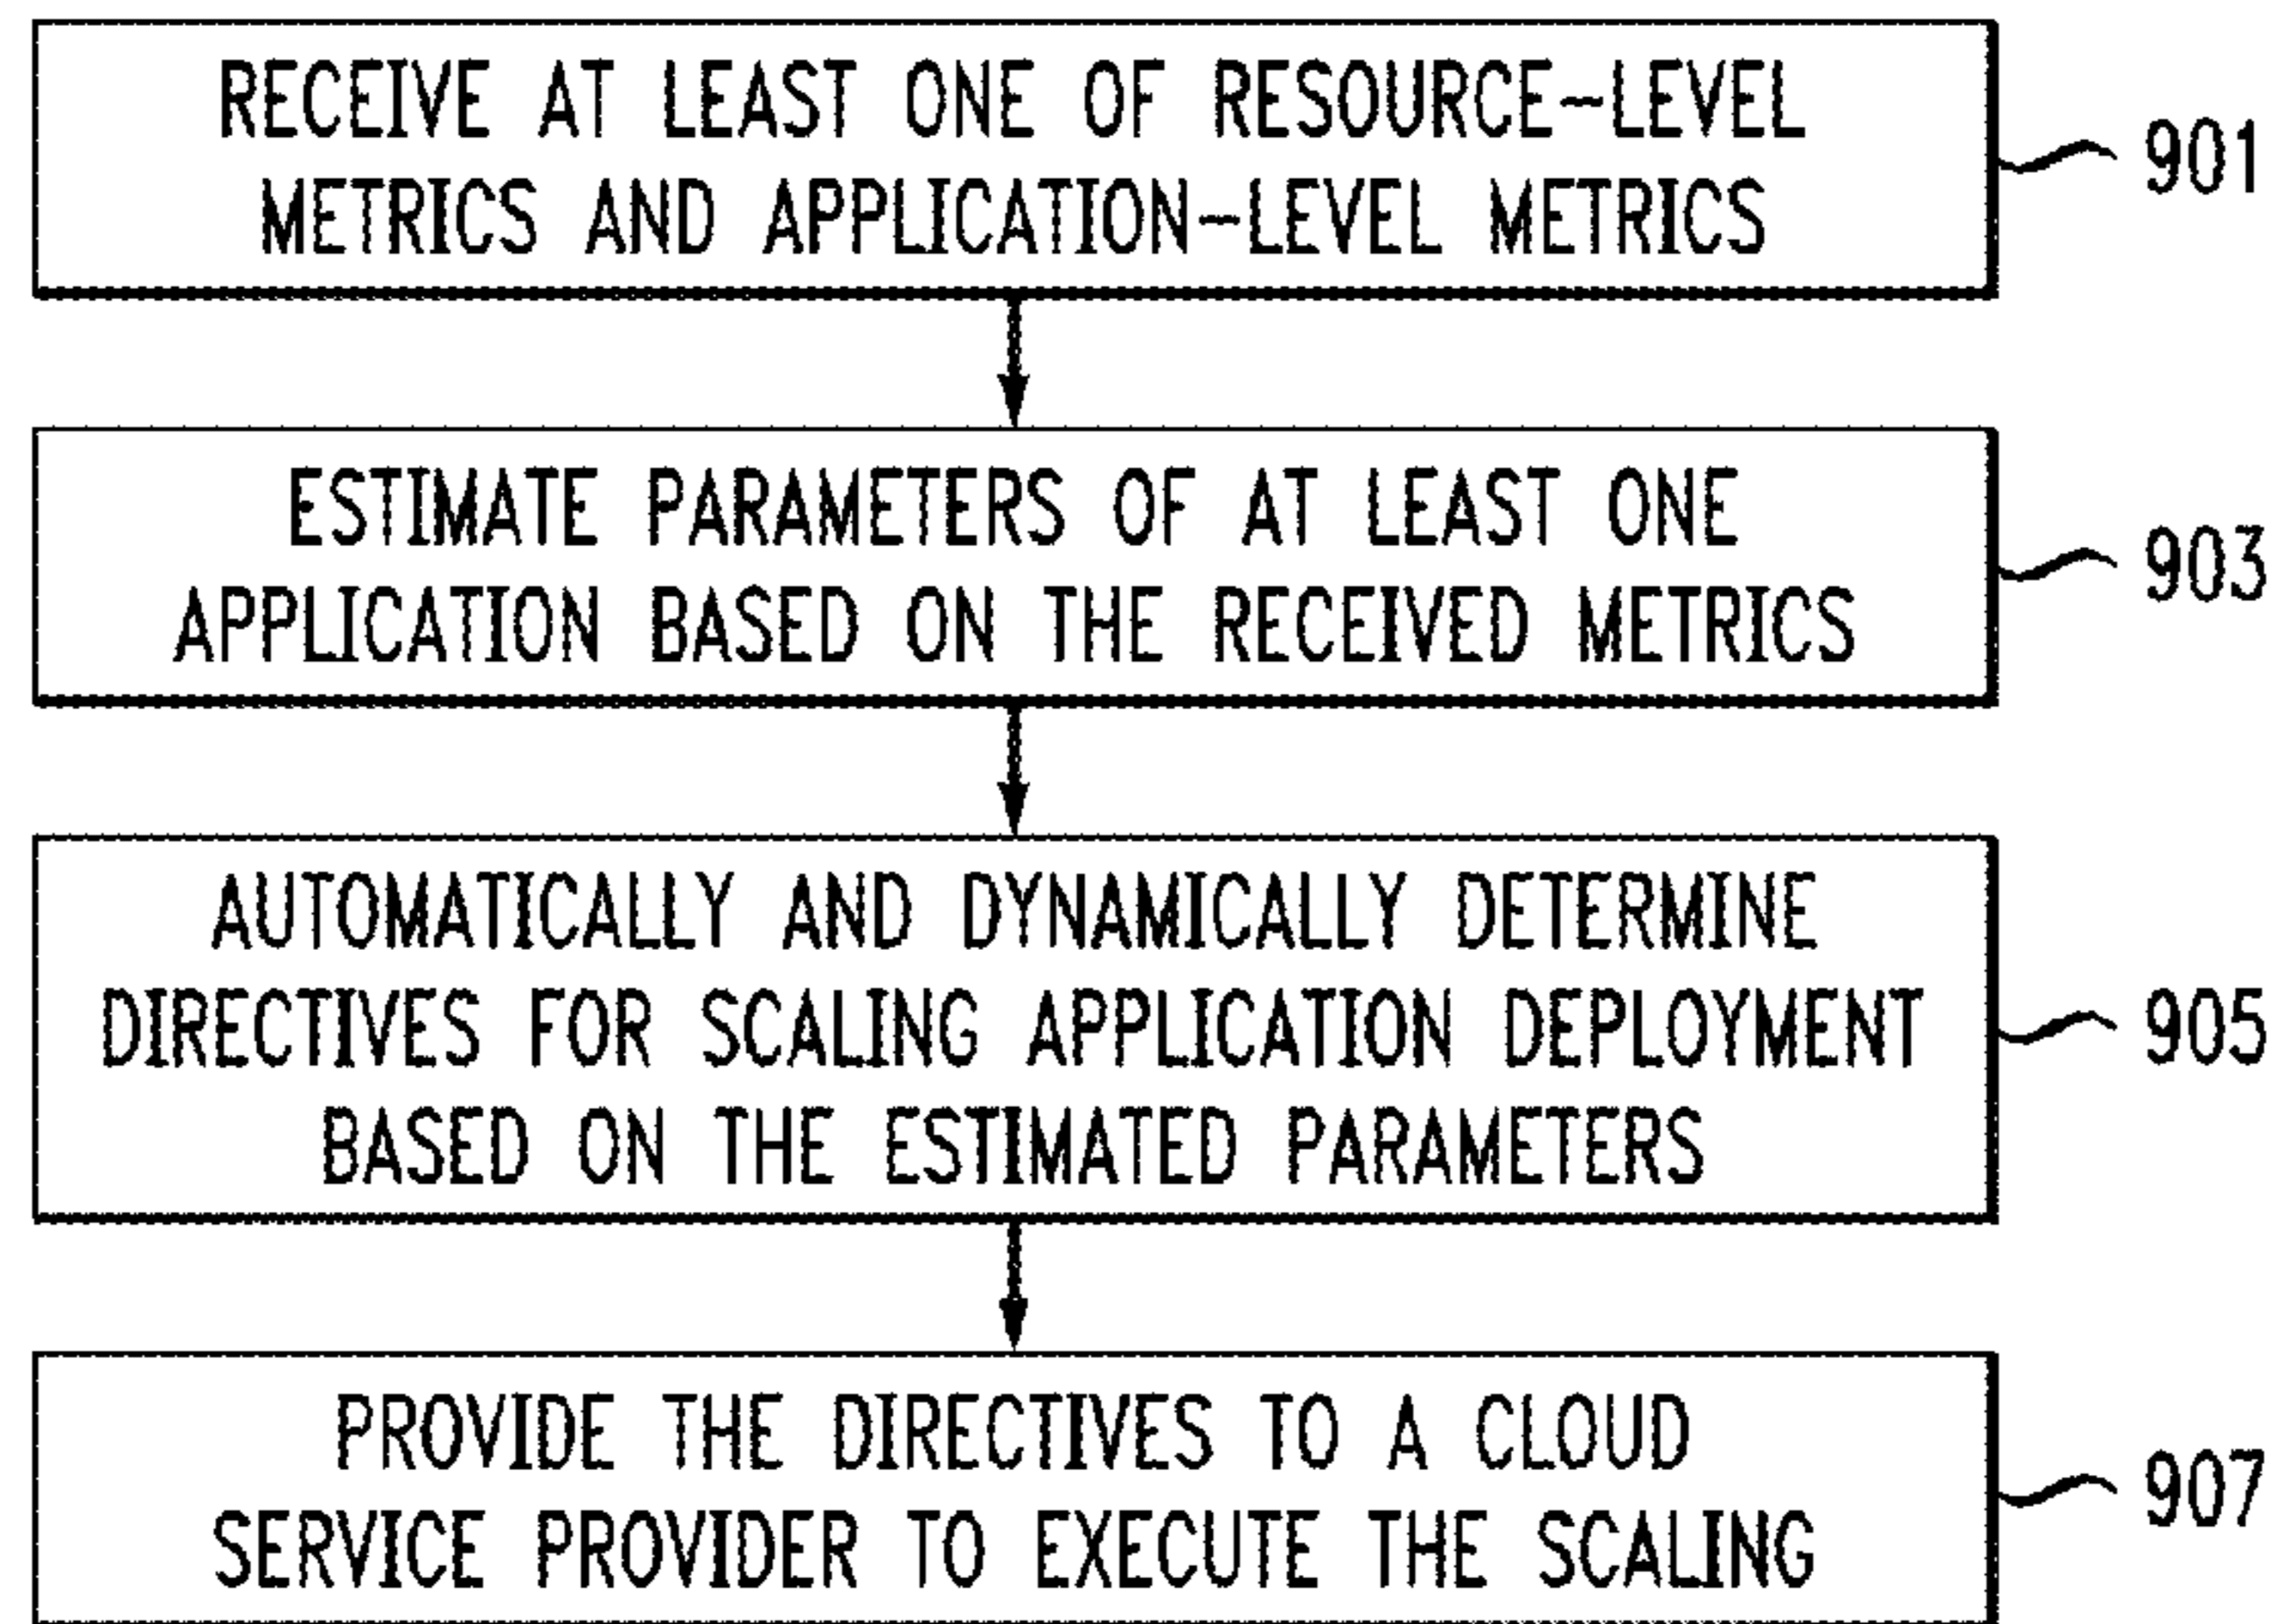 RECEIVE AT LEAST ONE OF RESOURCE-LEVEL
METRICS AND APPLICATION-LEVEL METRICS
901
ESTIMATE PARAMETERS OF AT LEAST ONE
APPLICATION BASED ON THE RECEIVED METRICS
903
AUTOMATICALLY AND DYNAMICALLY DETERMINE
DIRECTIVES FOR SCALING APPLICATION DEPLOYMENT
BASED ON THE ESTIMATED PARAMETERS
905
PROVIDE THE DIRECTIVES TO A CLOUD
SERVICE PROVIDER TO EXECUTE THE SCALING
907